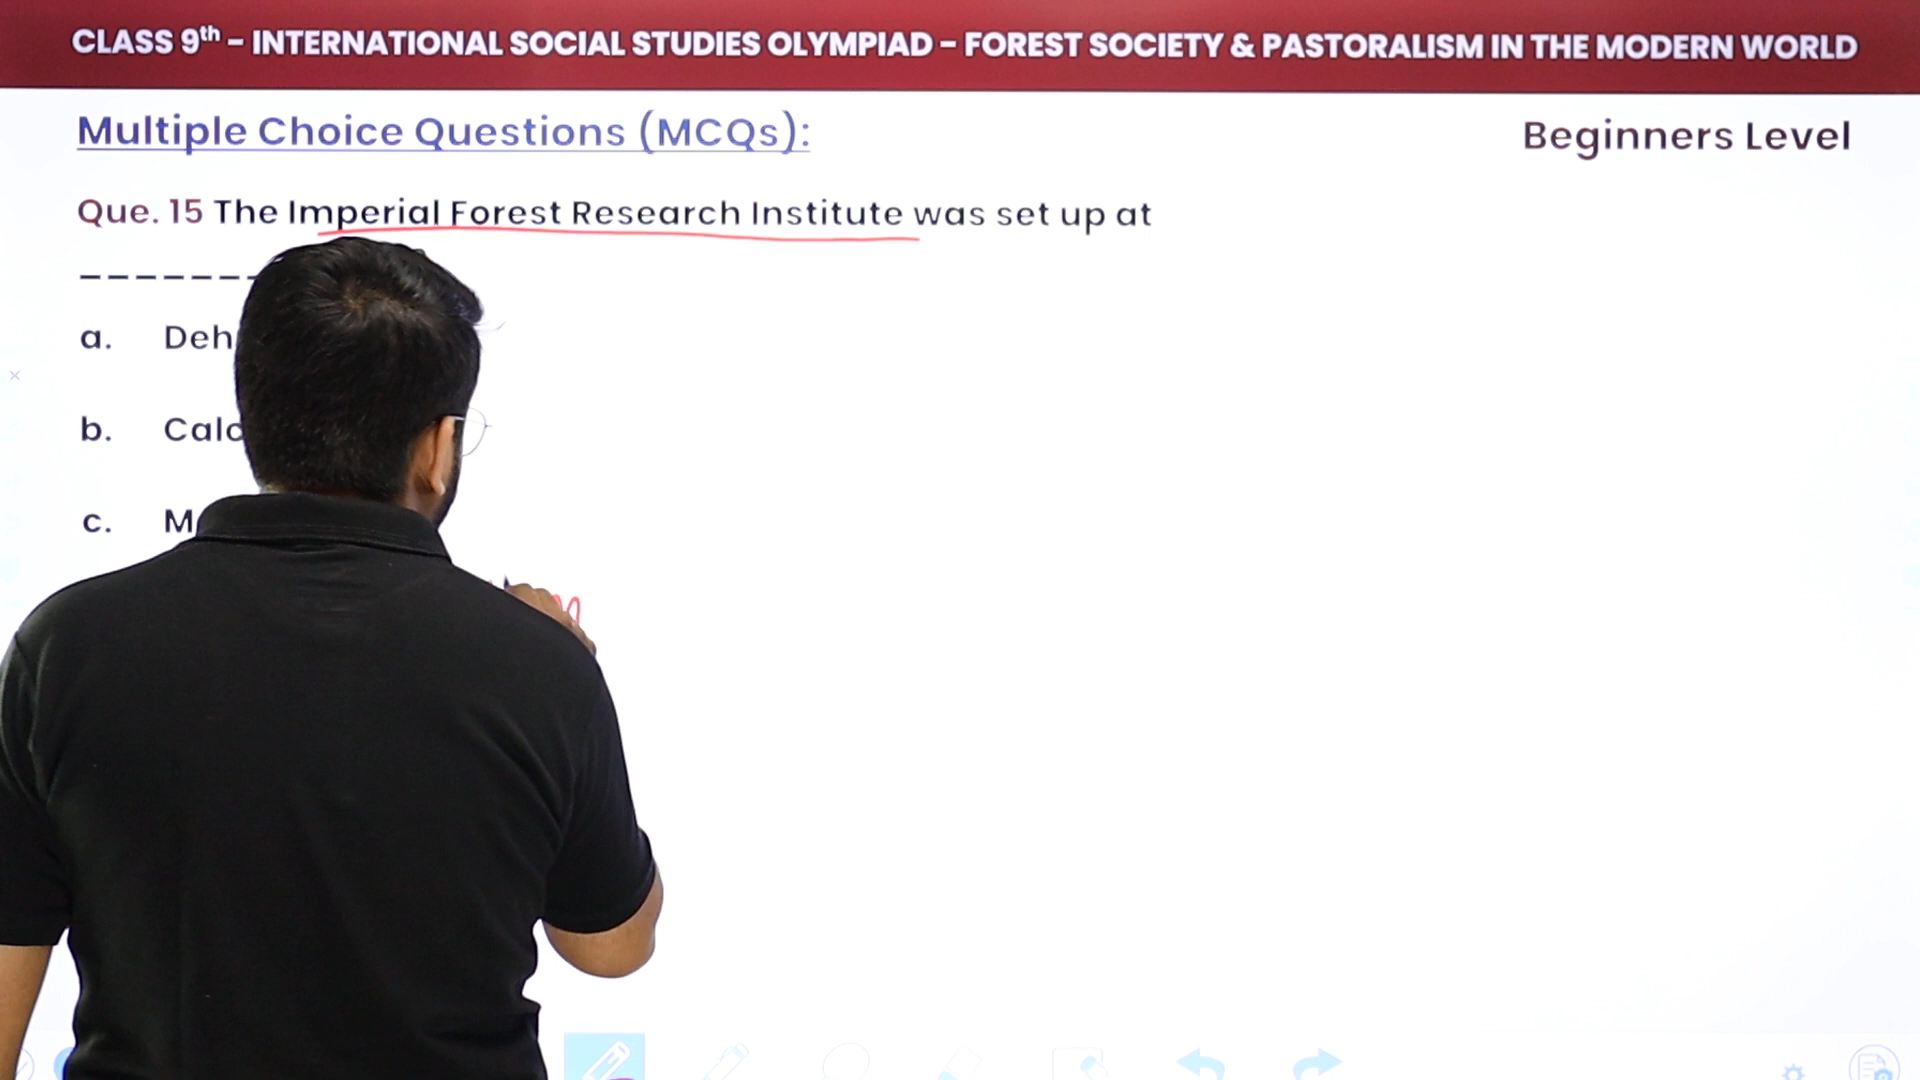 CLASS 9th - INTERNATIONAL SOCIAL STUDIES OLYMPIAD - FOREST SOCIETY & PASTORALISM IN THE MODERN WORLD
Multiple Choice Questions (MCQs):
Beginners Level
Que. 15 The Imperial Forest Research Institute was set up at
-------
a. Deh
b. Calc
c. M